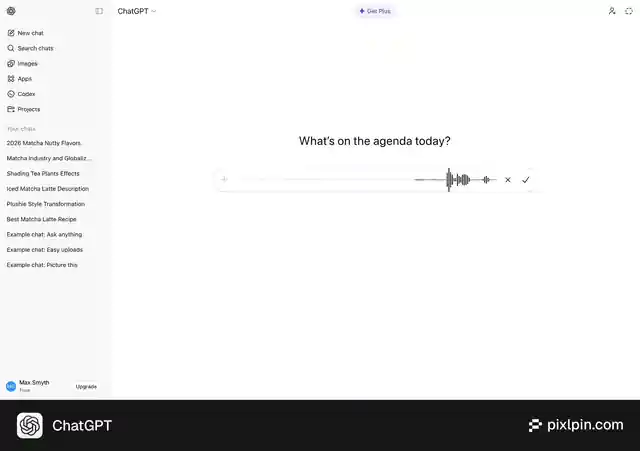 ChatGPT
Get Plus
New chat
Search chats
Images
Apps
Codex
Projects
Your chats
2026 Matcha Nutty Flavors.
Matcha Industry and Globaliz...
Shading Tea Plants Effects
Iced Matcha Latte Description
Plushie Style Transformation
Best Matcha Latte Recipe
Example chat: Ask anything
Example chat: Easy uploads
Example chat: Picture this
What's on the agenda today?
Max Smyth
Free
Upgrade
ChatGPT
pixlpin.com